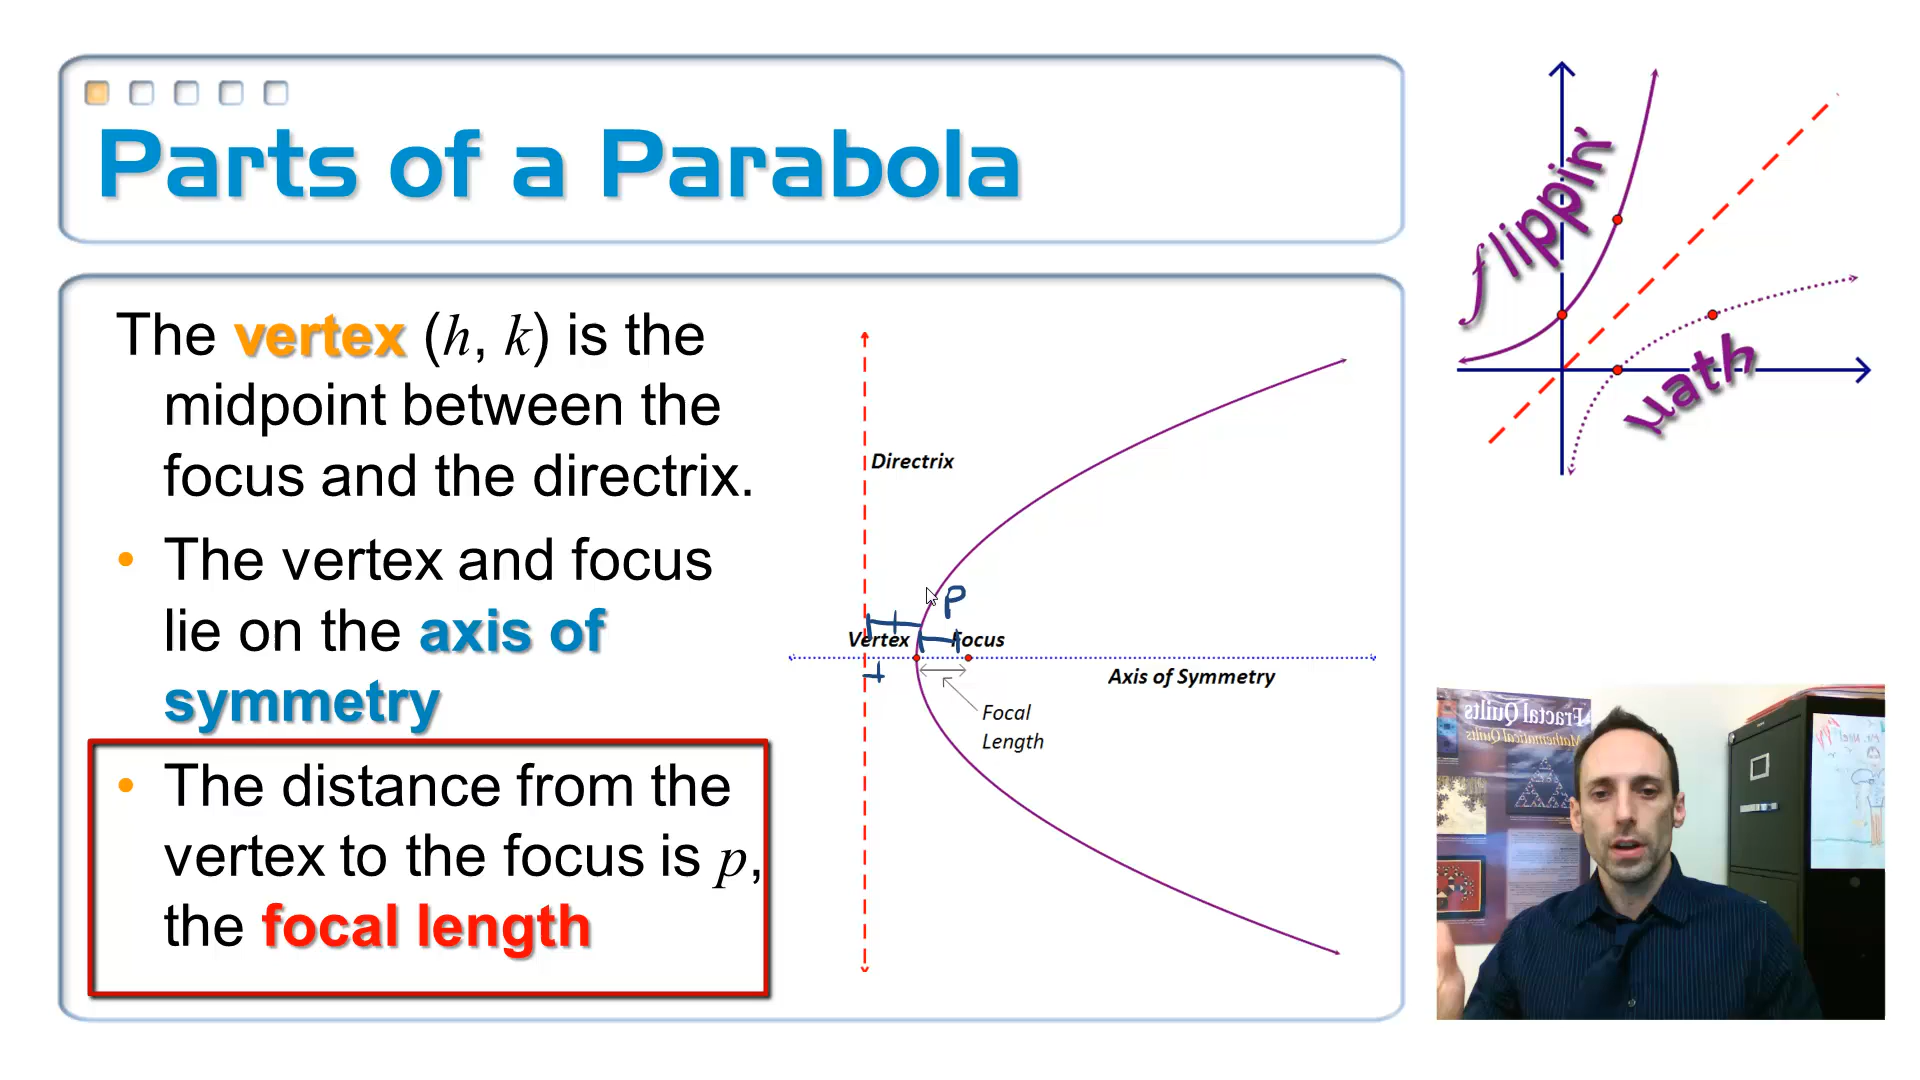 Parts of a Parabola
The vertex (h, k) is the
midpoint between the
focus and the directrix.
• The vertex and focus
lie on the axis of
symmetry
• The distance from the
vertex to the focus is p,
the focal length
Directrix
P
Vertex
Focus
Axis of Symmetry
Focal
Length
flippin'
math
Fractal Quilts
Mathematical Quilts